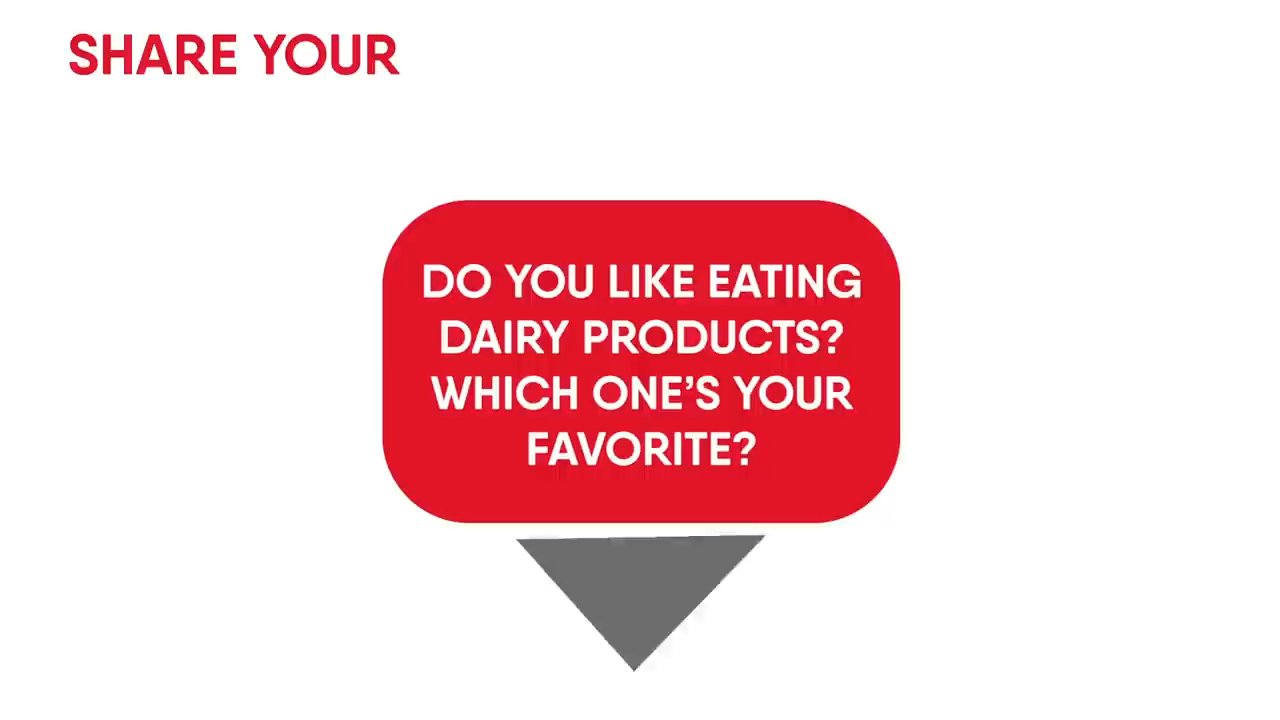 SHARE YOUR
DO YOU LIKE EATING
DAIRY PRODUCTS?
WHICH ONE’S YOUR
FAVORITE?